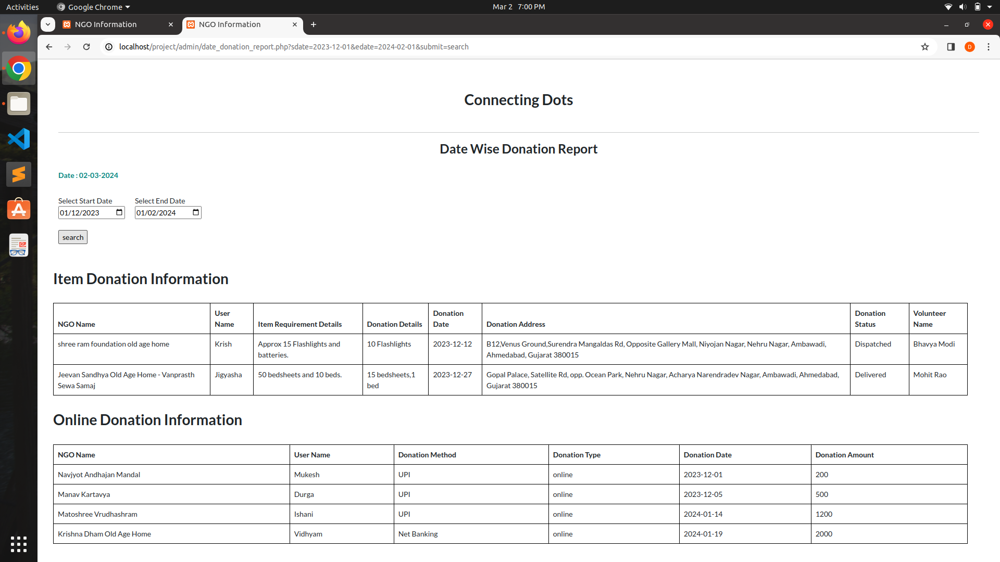 Activities
Google Chrome
Mar 2 7:00 PM
NGO Information
NGO Information
localhost/project/admin/date_donation_report.php?sdate=2023-12-01&edate=2024-02-01&submit=search
D
Connecting Dots
Date Wise Donation Report
Date : 02-03-2024
Select Start Date Select End Date
01/12/2023 01/02/2024
search
Item Donation Information
NGO Name User Name Item Requirement Details Donation Details Donation Date Donation Address Donation Status Volunteer Name
shree ram foundation old age home Krish Approx 15 Flashlights and batteries. 10 Flashlights 2023-12-12 B12,Venus Ground,Surendra Mangaldas Rd, Opposite Gallery Mall, Niyojan Nagar, Nehru Nagar, Ambawadi, Ahmedabad, Gujarat 380015 Dispatched Bhavya Modi
Jeevan Sandhya Old Age Home - Vanprasth Sewa Samaj Jigyasha 50 bedsheets and 10 beds. 15 bedsheets,1 bed 2023-12-27 Gopal Palace, Satellite Rd, opp. Ocean Park, Nehru Nagar, Acharya Narendradev Nagar, Ambawadi, Ahmedabad, Gujarat 380015 Delivered Mohit Rao
Online Donation Information
NGO Name User Name Donation Method Donation Type Donation Date Donation Amount
Navjyot Andhajan Mandal Mukesh UPI online 2023-12-01 200
Manav Kartavya Durga UPI online 2023-12-05 500
Matoshree Vrudhashram Ishani UPI online 2024-01-14 1200
Krishna Dham Old Age Home Vidhyam Net Banking online 2024-01-19 2000